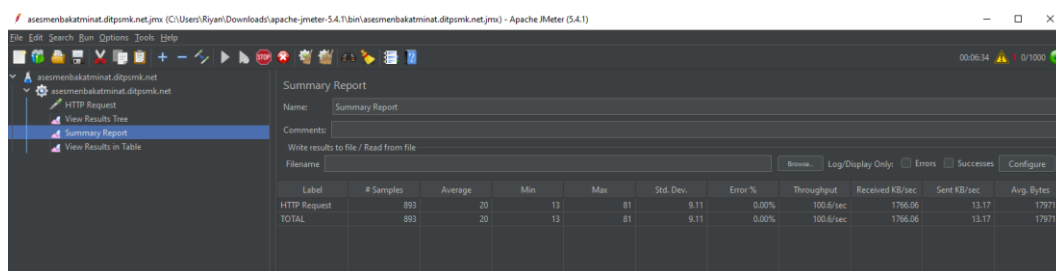 asesmenbakatminat.ditpsmk.net.jmx (C:\Users\Riyan\Downloads\apache-jmeter-5.4.1\bin\asesmenbakatminat.ditpsmk.net.jmx) - Apache JMeter (5.4.1)
File Edit Search Run Options Tools Help
STOP 00:06:34 1 0/1000
asesmenbakatminat.ditpsmk.net
asesmenbakatminat.ditpsmk.net
HTTP Request
View Results Tree
Summary Report
View Results in Table
Summary Report
Name: Summary Report
Comments:
Write results to file / Read from file
Filename Browse... Log/Display Only: Errors Successes Configure
Label # Samples Average Min Max Std. Dev. Error % Throughput Received KB/sec Sent KB/sec Avg. Bytes
HTTP Request 893 20 13 81 9.11 0.00% 100.6/sec 1766.06 13.17 17971
TOTAL 893 20 13 81 9.11 0.00% 100.6/sec 1766.06 13.17 17971